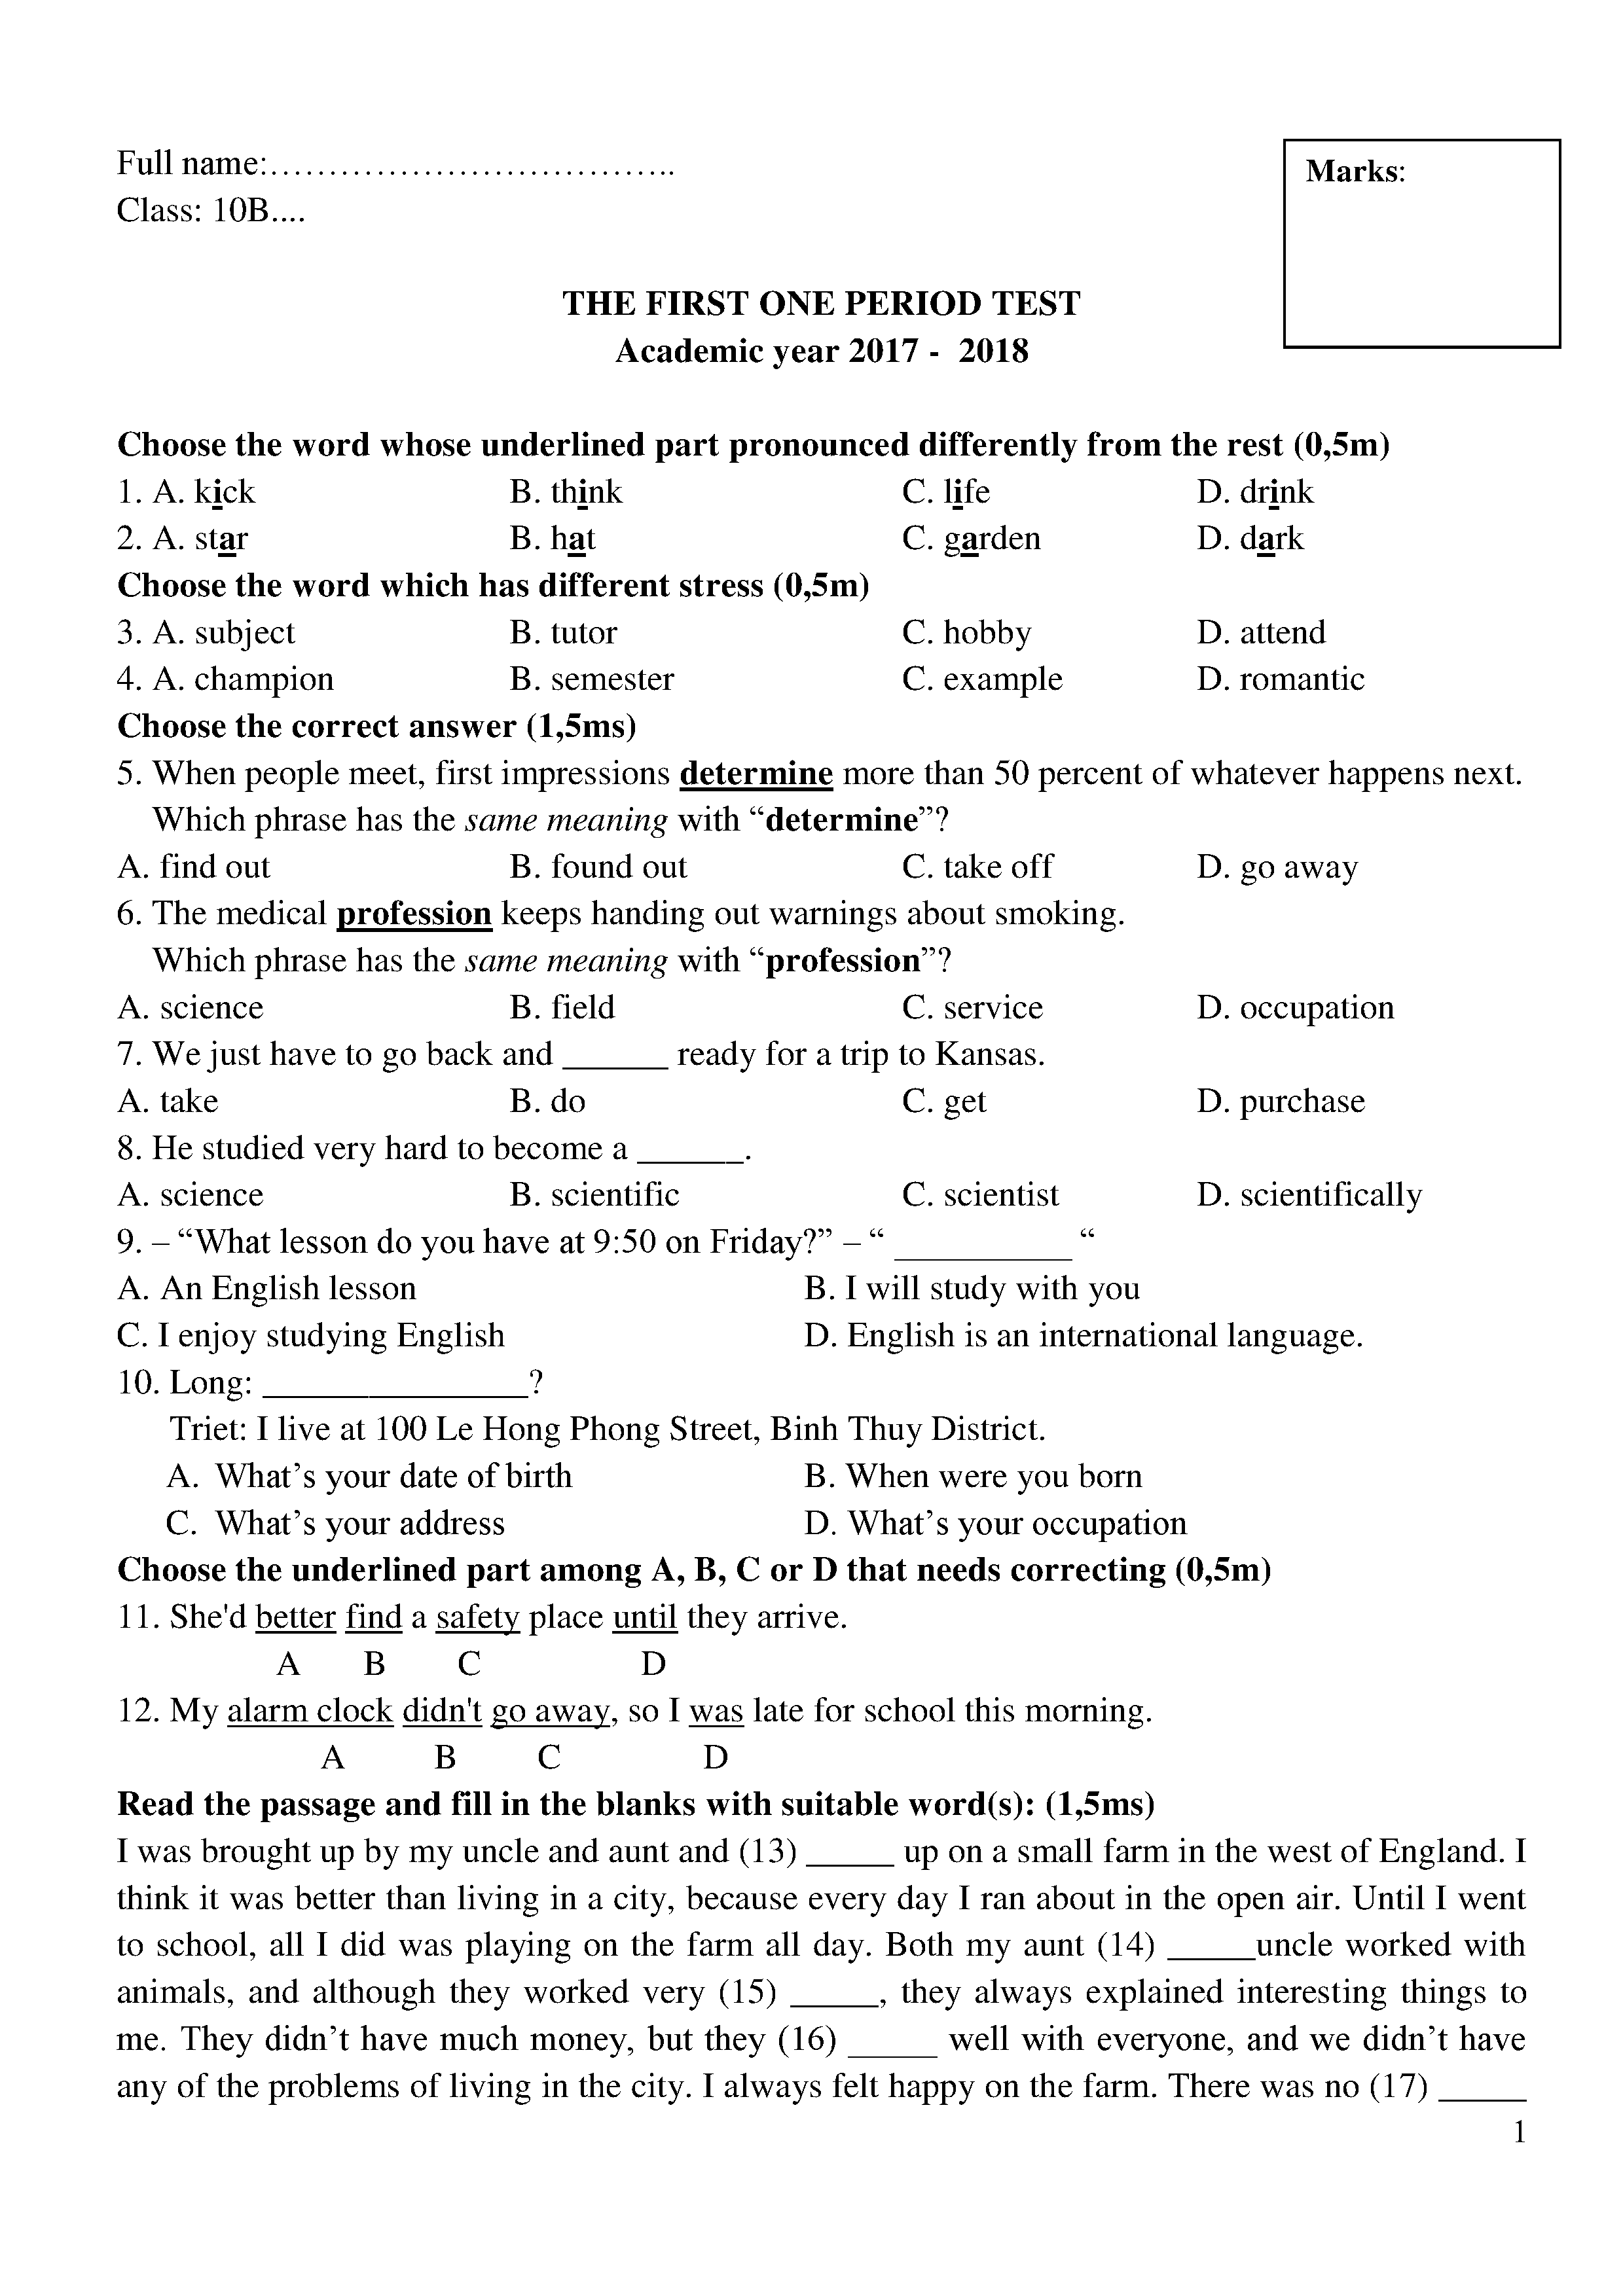 Full name:………………………………..
Marks:
Class: 10B....
THE FIRST ONE PERIOD TEST
Academic year 2017 -  2018
Choose the word whose underlined part pronounced differently from the rest (0,5m)
1. A. kick B. think C. life D. drink
2. A. star B. hat C. garden D. dark
Choose the word which has different stress (0,5m)
3. A. subject B. tutor C. hobby D. attend
4. A. champion B. semester C. example D. romantic
Choose the correct answer (1,5ms)
5. When people meet, first impressions determine more than 50 percent of whatever happens next.
Which phrase has the same meaning with “determine”?
A. find out B. found out C. take off D. go away
6. The medical profession keeps handing out warnings about smoking.
Which phrase has the same meaning with “profession”?
A. science B. field C. service D. occupation
7. We just have to go back and ______ ready for a trip to Kansas.
A. take B. do C. get D. purchase
8. He studied very hard to become a ______.
A. science B. scientific C. scientist D. scientifically
9. – “What lesson do you have at 9:50 on Friday?” – “ __________ “
A. An English lesson B. I will study with you
C. I enjoy studying English D. English is an international language.
10. Long: _______________?
Triet: I live at 100 Le Hong Phong Street, Binh Thuy District.
A. What’s your date of birth B. When were you born
C. What’s your address D. What’s your occupation
Choose the underlined part among A, B, C or D that needs correcting (0,5m)
11. She'd better find a safety place until they arrive.
A B C D
12. My alarm clock didn't go away, so I was late for school this morning.
A B C D
Read the passage and fill in the blanks with suitable word(s): (1,5ms)
I was brought up by my uncle and aunt and (13) _____ up on a small farm in the west of England. I
think it was better than living in a city, because every day I ran about in the open air. Until I went
to school, all I did was playing on the farm all day. Both my aunt (14) _____uncle worked with
animals, and although they worked very (15) _____, they always explained interesting things to
me. They didn’t have much money, but they (16) _____ well with everyone, and we didn’t have
any of the problems of living in the city. I always felt happy on the farm. There was no (17) _____
1